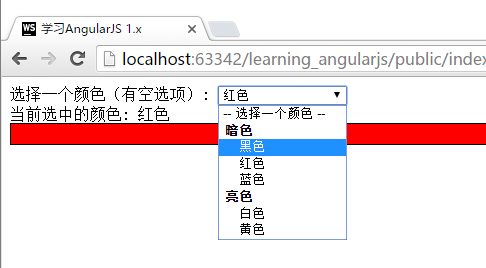 WS 学习AngularJS 1.x
localhost:63342/learning_angularjs/public/index
选择一个颜色（有空选项）: 红色
当前选中的颜色: 红色
-- 选择一个颜色 --
暗色
黑色
红色
蓝色
亮色
白色
黄色